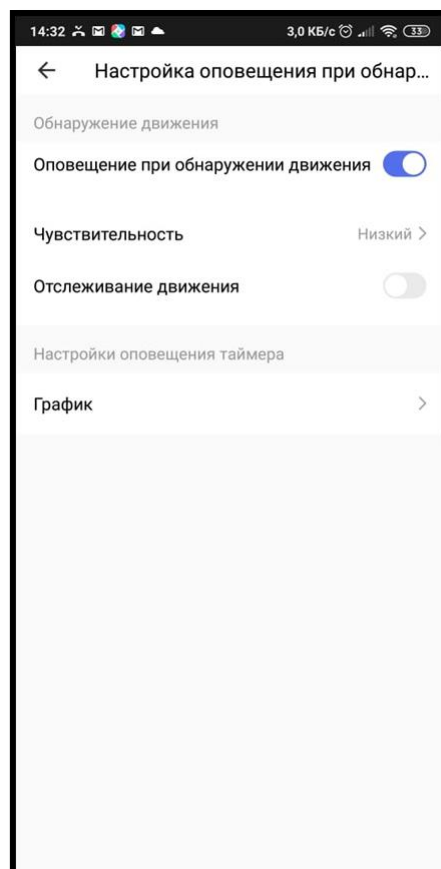 14:32 3,0 КБ/с 33
Настройка оповещения при обнар...
Обнаружение движения
Оповещение при обнаружении движения
Чувствительность Низкий
Отслеживание движения
Настройки оповещения таймера
График